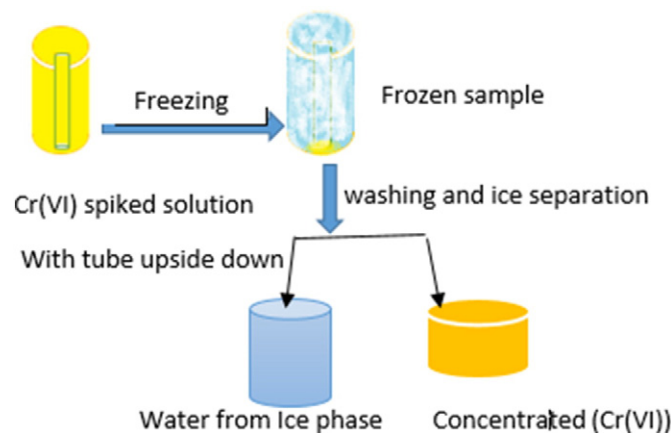 Freezing
Frozen sample
Cr(VI) spiked solution
washing and ice separation
With tube upside down
Water from Ice phase
Concentrated (Cr(VI))